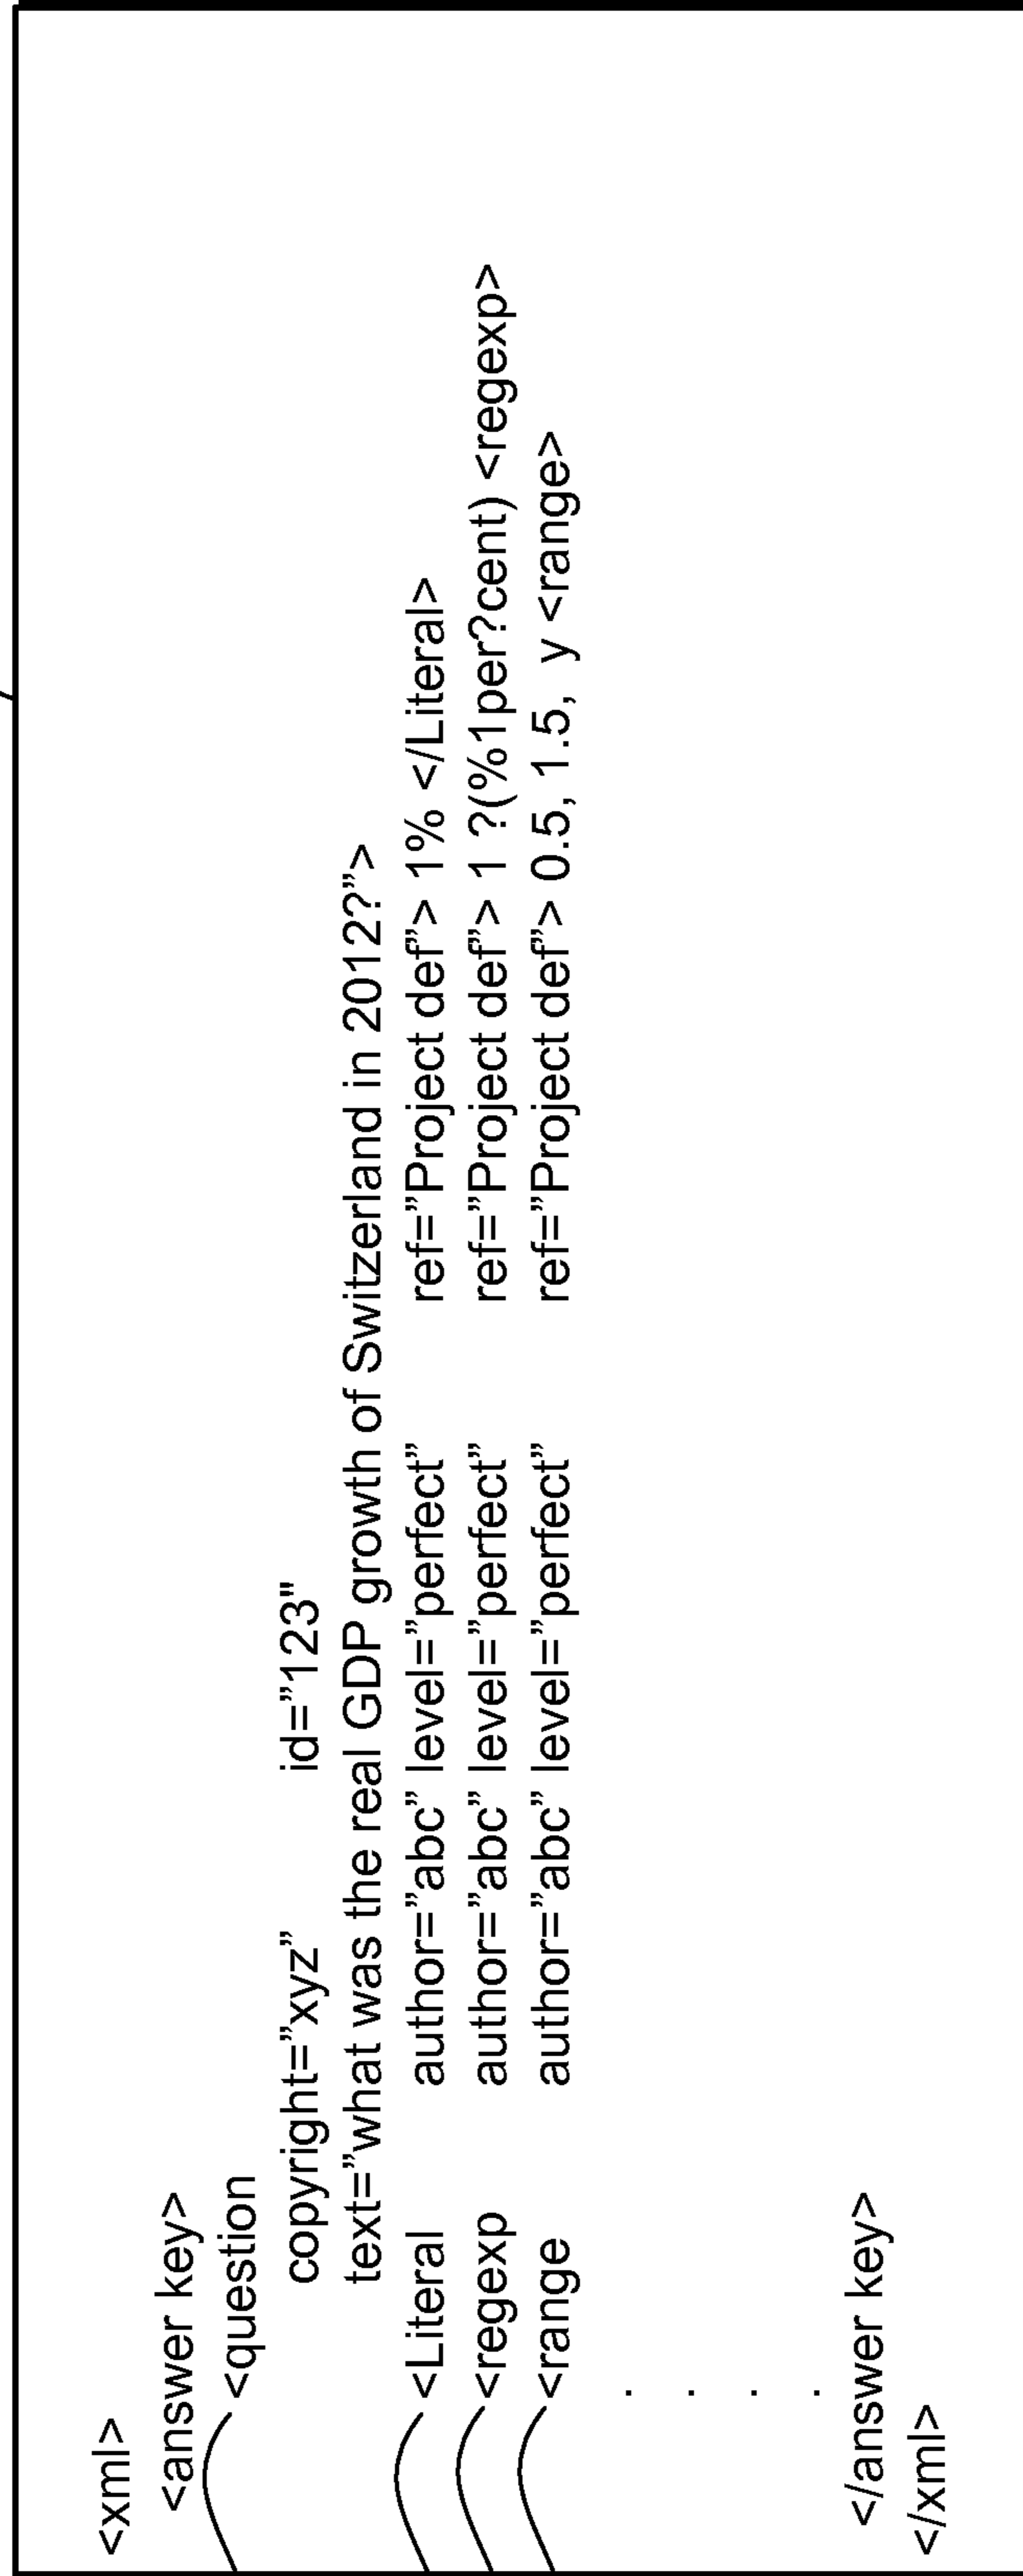 <xml>
<answer key>
<question
copyright=”xyz” id=”123"
text=”what was the real GDP growth of Switzerland in 2012?”>
<Literal author=”abc” level=”perfect” ref=”Project def”> 1% </Literal>
<regexp author=”abc” level=”perfect” ref=”Project def”> 1 ?(%1per?cent) <regexp>
<range author=”abc” level=”perfect” ref=”Project def”> 0.5, 1.5, y <range>
. . . .
</answer key>
</xml>